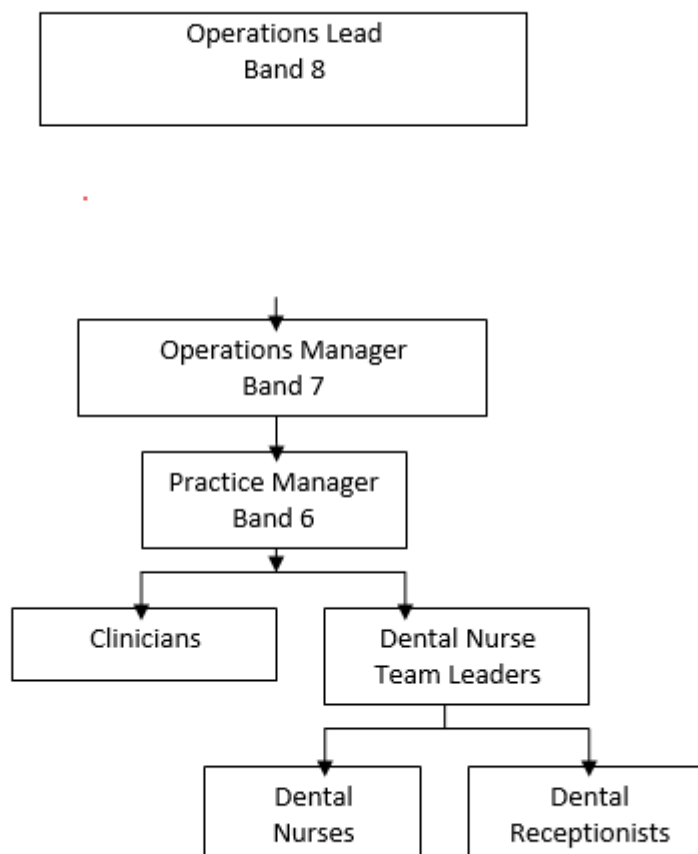 Operations Lead
Band 8
Operations Manager
Band 7
Practice Manager
Band 6
Clinicians
Dental Nurse
Team Leaders
Dental
Nurses
Dental
Receptionists